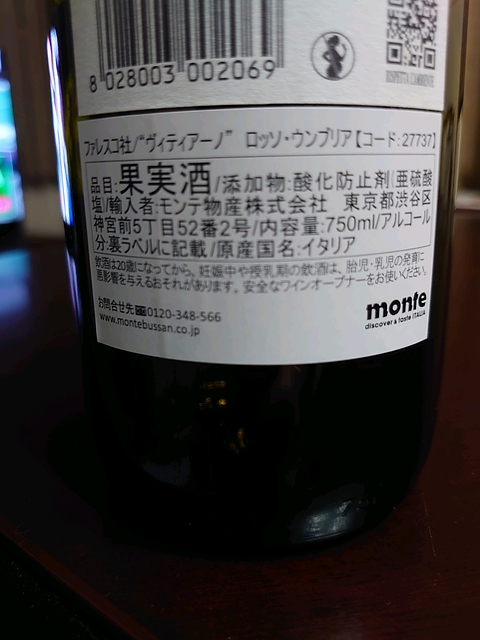 8 028003 002069
RISPETTA L'AMBIENTE
ファレスコ社/"ヴィティアーノ" ロッソ・ウンブリア【コード:27737】
品目:果実酒/添加物:酸化防止剤(亜硫酸
塩/輸入者:モンテ物産株式会社 東京都渋谷区
神宮前5丁目52番2号/内容量:750ml/アルコール
分:裏ラベルに記載/原産国名:イタリア
飲酒は20歳になってから。妊娠中や授乳期の飲酒は、胎児・乳児の発育に
悪影響を与えるおそれがあります。安全なワインオープナーをお使いください。
お問合せ先 0120-348-566
www.montebussan.co.jp
monte
discover & taste ITALIA